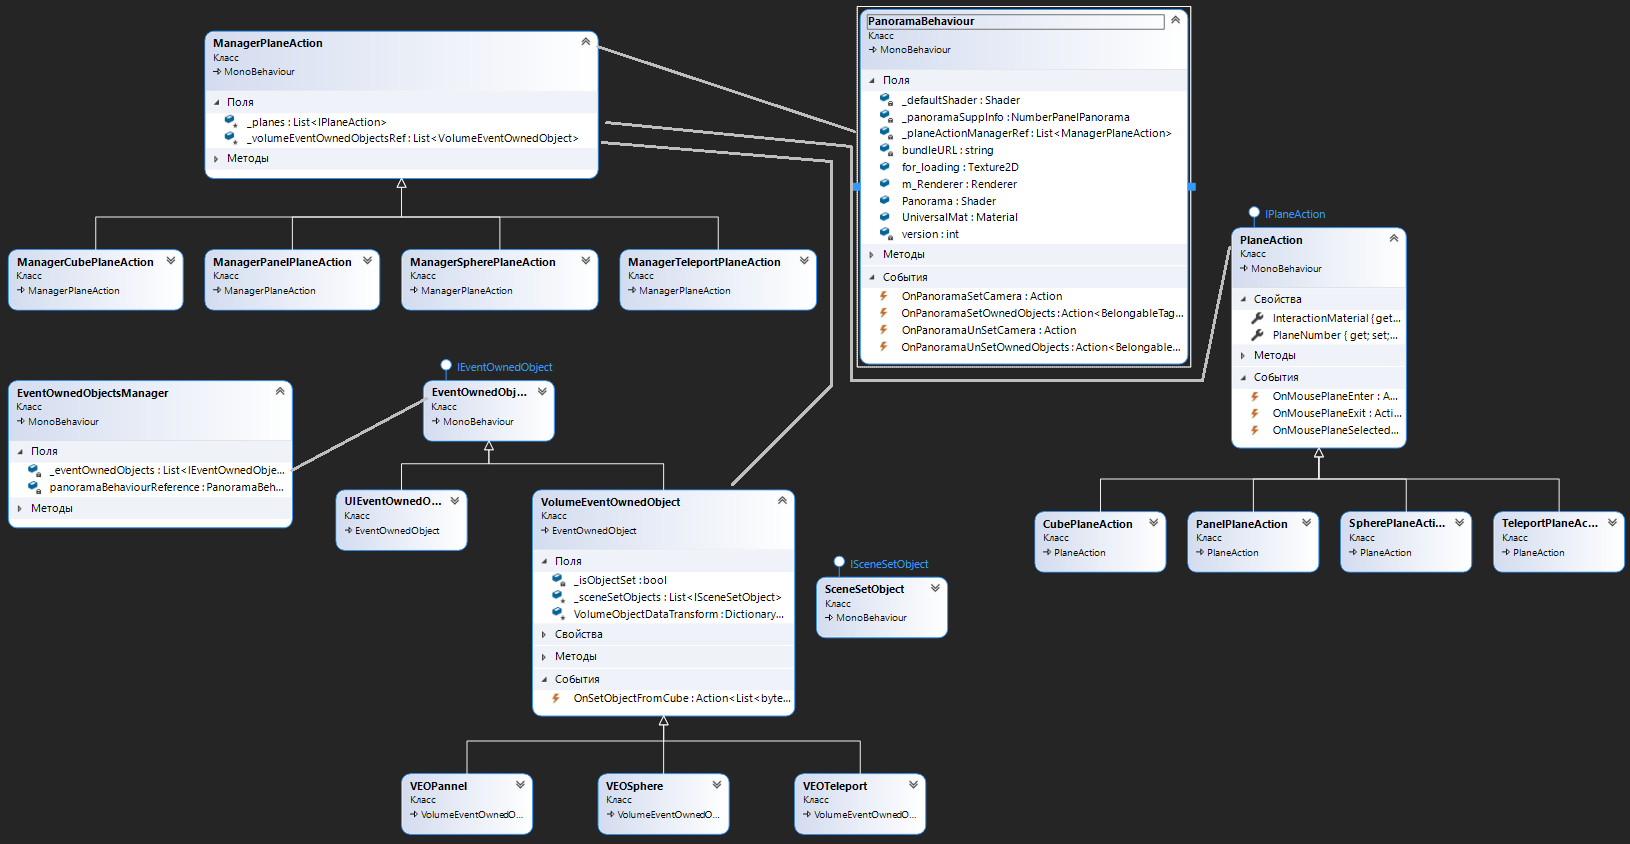 ManagerPlaneAction
Класс
MonoBehaviour
Поля
_planes : List<IPlaneAction>
_volumeEventOwnedObjectsRef : List<VolumeEventOwnedObject>
Методы
PanoramaBehaviour
Класс
MonoBehaviour
Поля
_defaultShader : Shader
_panoramaSuppInfo : NumberPanelPanorama
_planeActionManagerRef : List<ManagerPlaneAction>
bundleURL : string
for_loading : Texture2D
m_Renderer : Renderer
Panorama : Shader
UniversalMat : Material
version : int
Методы
События
OnPanoramaSetCamera : Action
OnPanoramaSetOwnedObjects : Action<BelongableTag...
OnPanoramaUnSetCamera : Action
OnPanoramaUnSetOwnedObjects : Action<Belongable...
ManagerCubePlaneAction
Класс
ManagerPlaneAction
ManagerPanelPlaneAction
Класс
ManagerPlaneAction
ManagerSpherePlaneAction
Класс
ManagerPlaneAction
ManagerTeleportPlaneAction
Класс
ManagerPlaneAction
IPlaneAction
PlaneAction
Класс
MonoBehaviour
Свойства
InteractionMaterial { get...
PlaneNumber { get; set;...
Методы
События
OnMousePlaneEnter : A...
OnMousePlaneExit : Acti...
OnMousePlaneSelected...
EventOwnedObjectsManager
Класс
MonoBehaviour
Поля
_eventOwnedObjects : List<IEventOwnedObje...
panoramaBehaviourReference : PanoramaBeh...
Методы
IEventOwnedObject
EventOwnedObj...
Класс
MonoBehaviour
UIEventOwnedO...
Класс
EventOwnedObject
VolumeEventOwnedObject
Класс
EventOwnedObject
Поля
_isObjectSet : bool
_sceneSetObjects : List<ISceneSetObject>
VolumeObjectDataTransform : Dictionary...
Свойства
Методы
События
OnSetObjectFromCube : Action<List<byte...
ISceneSetObject
SceneSetObject
Класс
MonoBehaviour
CubePlaneAction
Класс
PlaneAction
PanelPlaneAction
Класс
PlaneAction
SpherePlaneActi...
Класс
PlaneAction
TeleportPlaneAc...
Класс
PlaneAction
VEOPannel
Класс
VolumeEventOwnedO...
VEOSphere
Класс
VolumeEventOwnedO...
VEOTeleport
Класс
VolumeEventOwnedO...